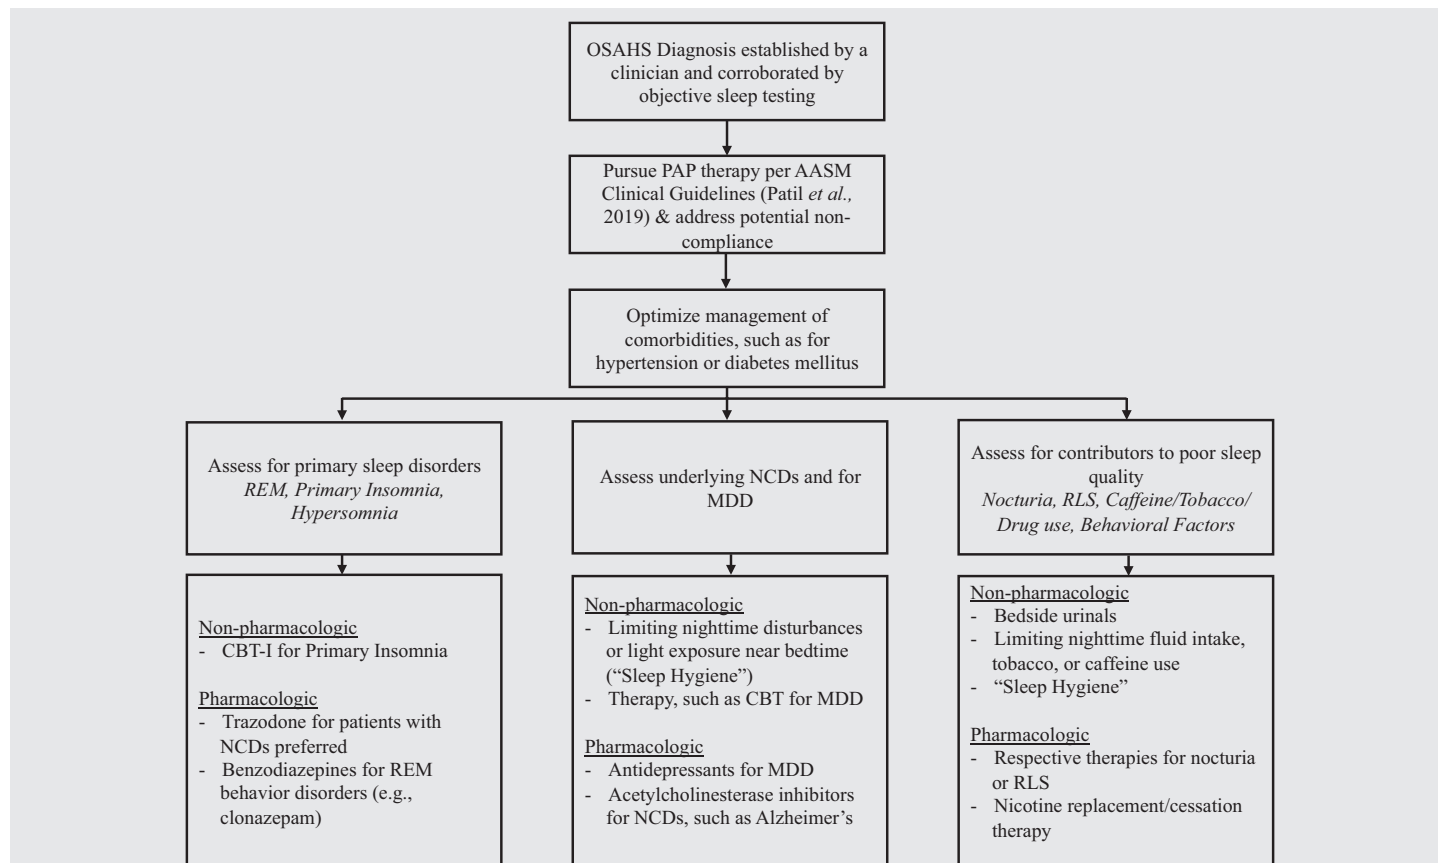 OSAHS Diagnosis established by a
clinician and corroborated by
objective sleep testing
Pursue PAP therapy per AASM
Clinical Guidelines (Patil et al.,
2019) & address potential non-
compliance
Optimize management of
comorbidities, such as for
hypertension or diabetes mellitus
Assess for primary sleep disorders
REM, Primary Insomnia,
Hypersomnia
Non-pharmacologic
- CBT-I for Primary Insomnia
Pharmacologic
- Trazodone for patients with
NCDs preferred
- Benzodiazepines for REM
behavior disorders (e.g.,
clonazepam)
Assess underlying NCDs and for
MDD
Non-pharmacologic
- Limiting nighttime disturbances
or light exposure near bedtime
(“Sleep Hygiene”)
- Therapy, such as CBT for MDD
Pharmacologic
- Antidepressants for MDD
- Acetylcholinesterase inhibitors
for NCDs, such as Alzheimer’s
Assess for contributors to poor sleep
quality
Nocturia, RLS, Caffeine/Tobacco/
Drug use, Behavioral Factors
Non-pharmacologic
- Bedside urinals
- Limiting nighttime fluid intake,
tobacco, or caffeine use
- “Sleep Hygiene”
Pharmacologic
- Respective therapies for nocturia
or RLS
- Nicotine replacement/cessation
therapy